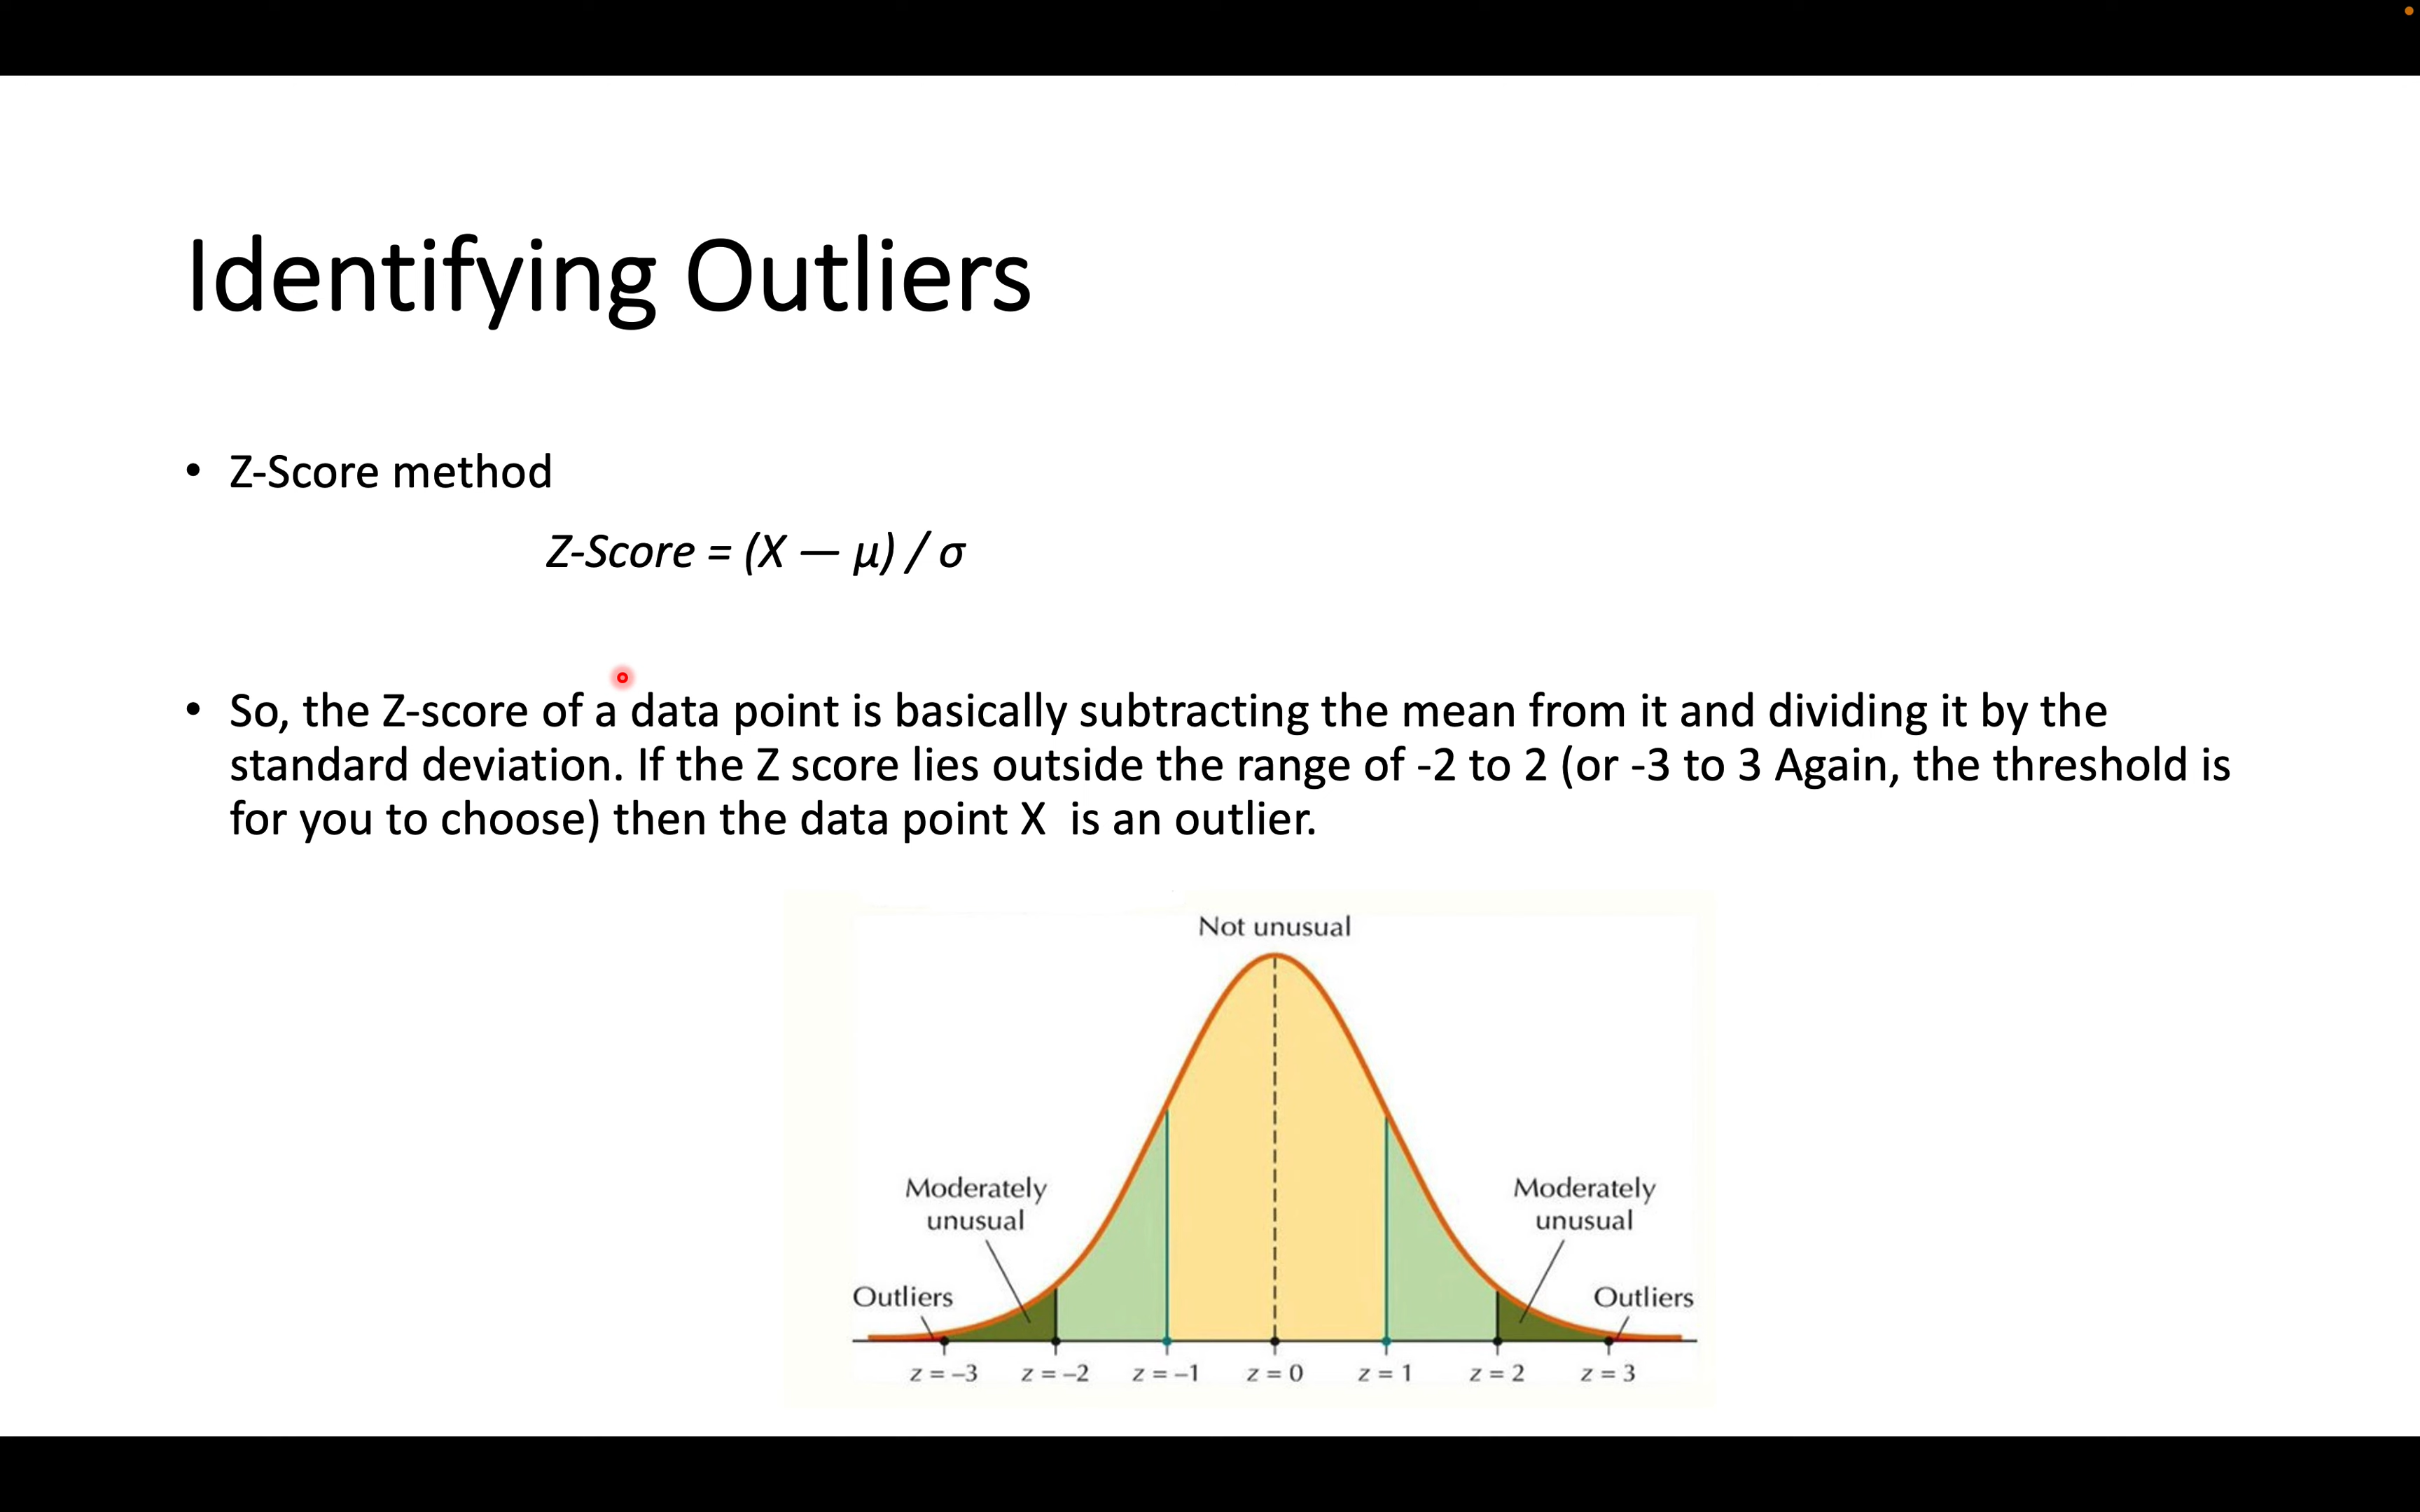 Identifying Outliers
• Z-Score method
Z-Score = (X — μ) / σ
• So, the Z-score of a data point is basically subtracting the mean from it and dividing it by the
standard deviation. If the Z score lies outside the range of -2 to 2 (or -3 to 3 Again, the threshold is
for you to choose) then the data point X  is an outlier.
Not unusual
Moderately
unusual
Moderately
unusual
Outliers
Outliers
z = –3
z = –2
z = –1
z = 0
z = 1
z = 2
z = 3